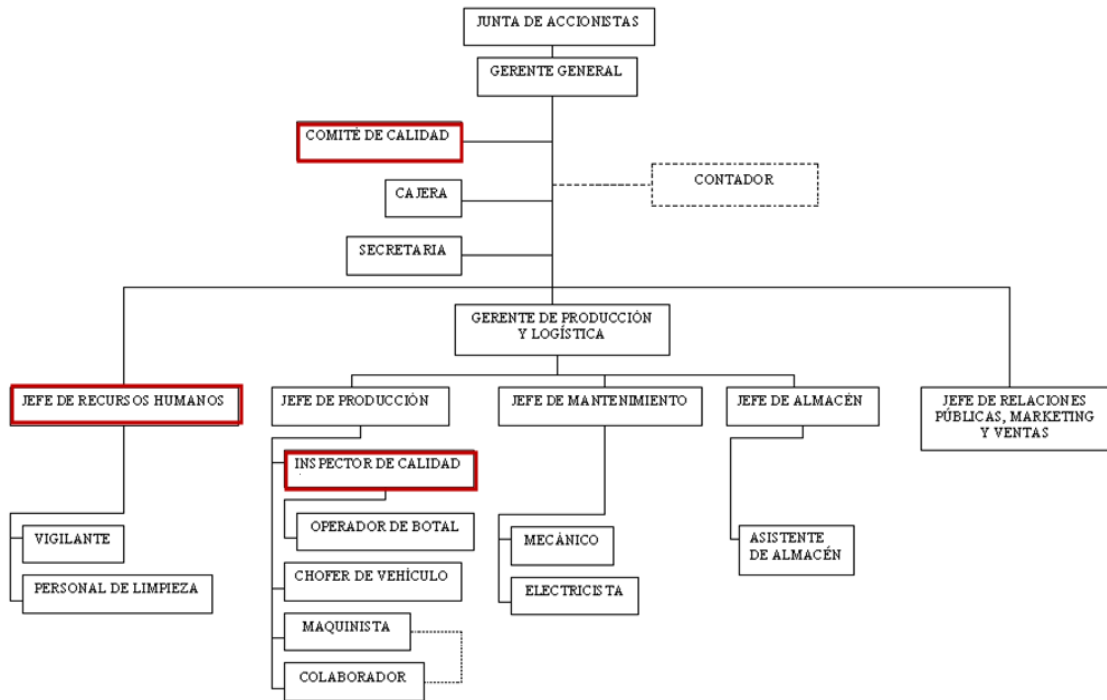 JUNTA DE ACCIONISTAS
GERENTE GENERAL
COMITÉ DE CALIDAD
CONTADOR
CAJERA
SECRETARIA
GERENTE DE PRODUCCIÓN
Y LOGÍSTICA
JEFE DE RECURSOS HUMANOS
JEFE DE PRODUCCIÓN
JEFE DE MANTENIMIENTO
JEFE DE ALMACÉN
JEFE DE RELACIONES
PÚBLICAS, MARKETING
Y VENTAS
INSPECTOR DE CALIDAD
OPERADOR DE BOTAL
VIGILANTE
MECÁNICO
ASISTENTE
DE ALMACÉN
CHOFER DE VEHÍCULO
PERSONAL DE LIMPIEZA
ELECTRICISTA
MAQUINISTA
COLABORADOR